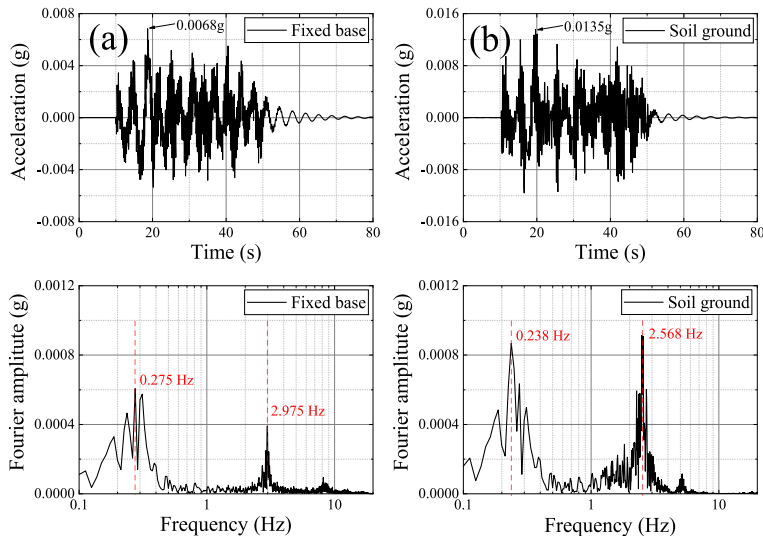 (a)
0.0068g
Fixed base
0.008
0.004
0.000
-0.004
-0.008
Acceleration (g)
0
20
40
60
80
Time (s)
(b)
0.0135g
Soil ground
0.016
0.008
0.000
-0.008
-0.016
Acceleration (g)
0
20
40
60
80
Time (s)
Fixed base
0.0012
0.0008
0.0004
0.0000
Fourier amplitude (g)
0.275 Hz
2.975 Hz
0.1
1
10
Frequency (Hz)
Soil ground
0.0012
0.0008
0.0004
0.0000
Fourier amplitude (g)
0.238 Hz
2.568 Hz
0.1
1
10
Frequency (Hz)